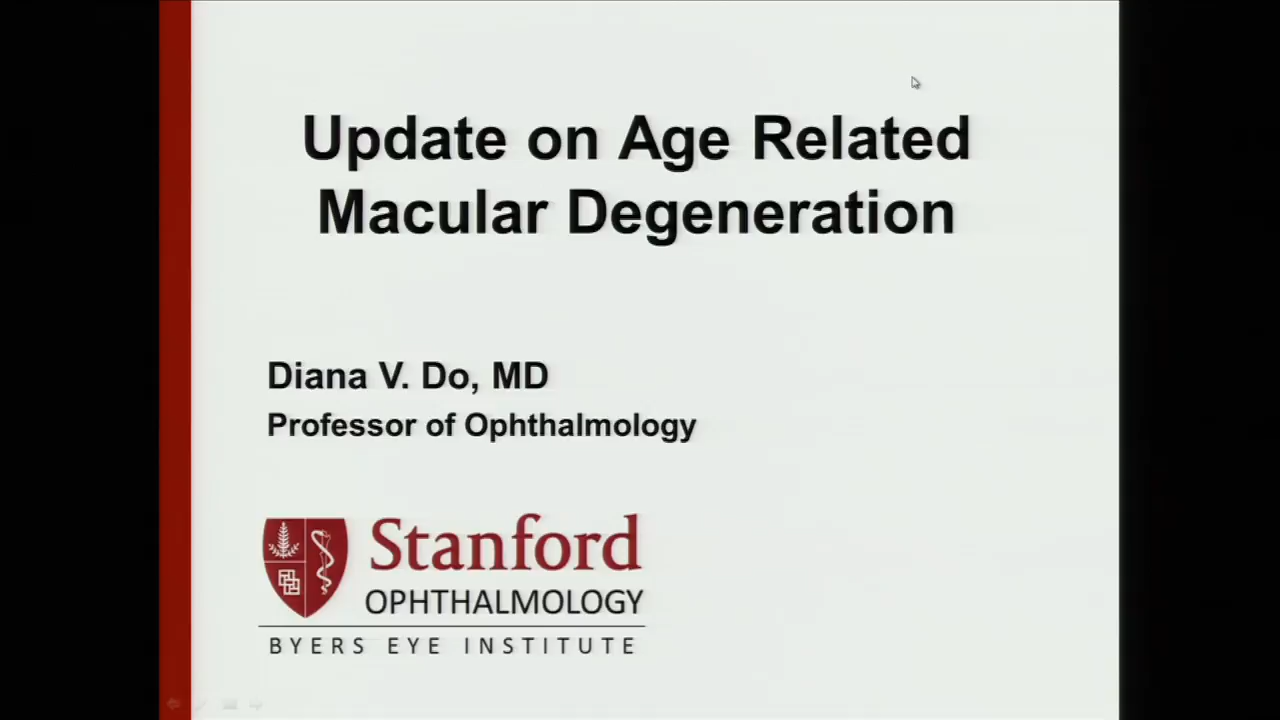 Update on Age Related
Macular Degeneration
Diana V. Do, MD
Professor of Ophthalmology
Stanford
OPHTHALMOLOGY
BYERS EYE INSTITUTE